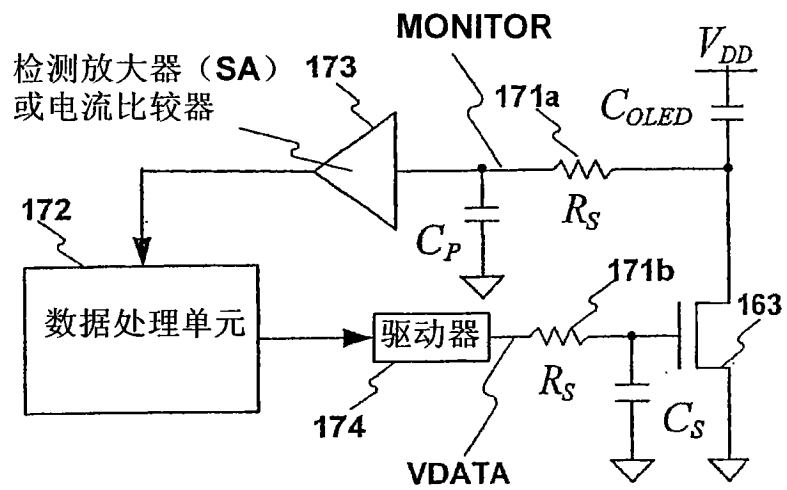 MONITOR
检测放大器（SA）
或电流比较器
173
171a
V_DD
C_OLED
R_S
C_P
172
数据处理单元
驱动器
174
VDATA
171b
R_S
C_S
163